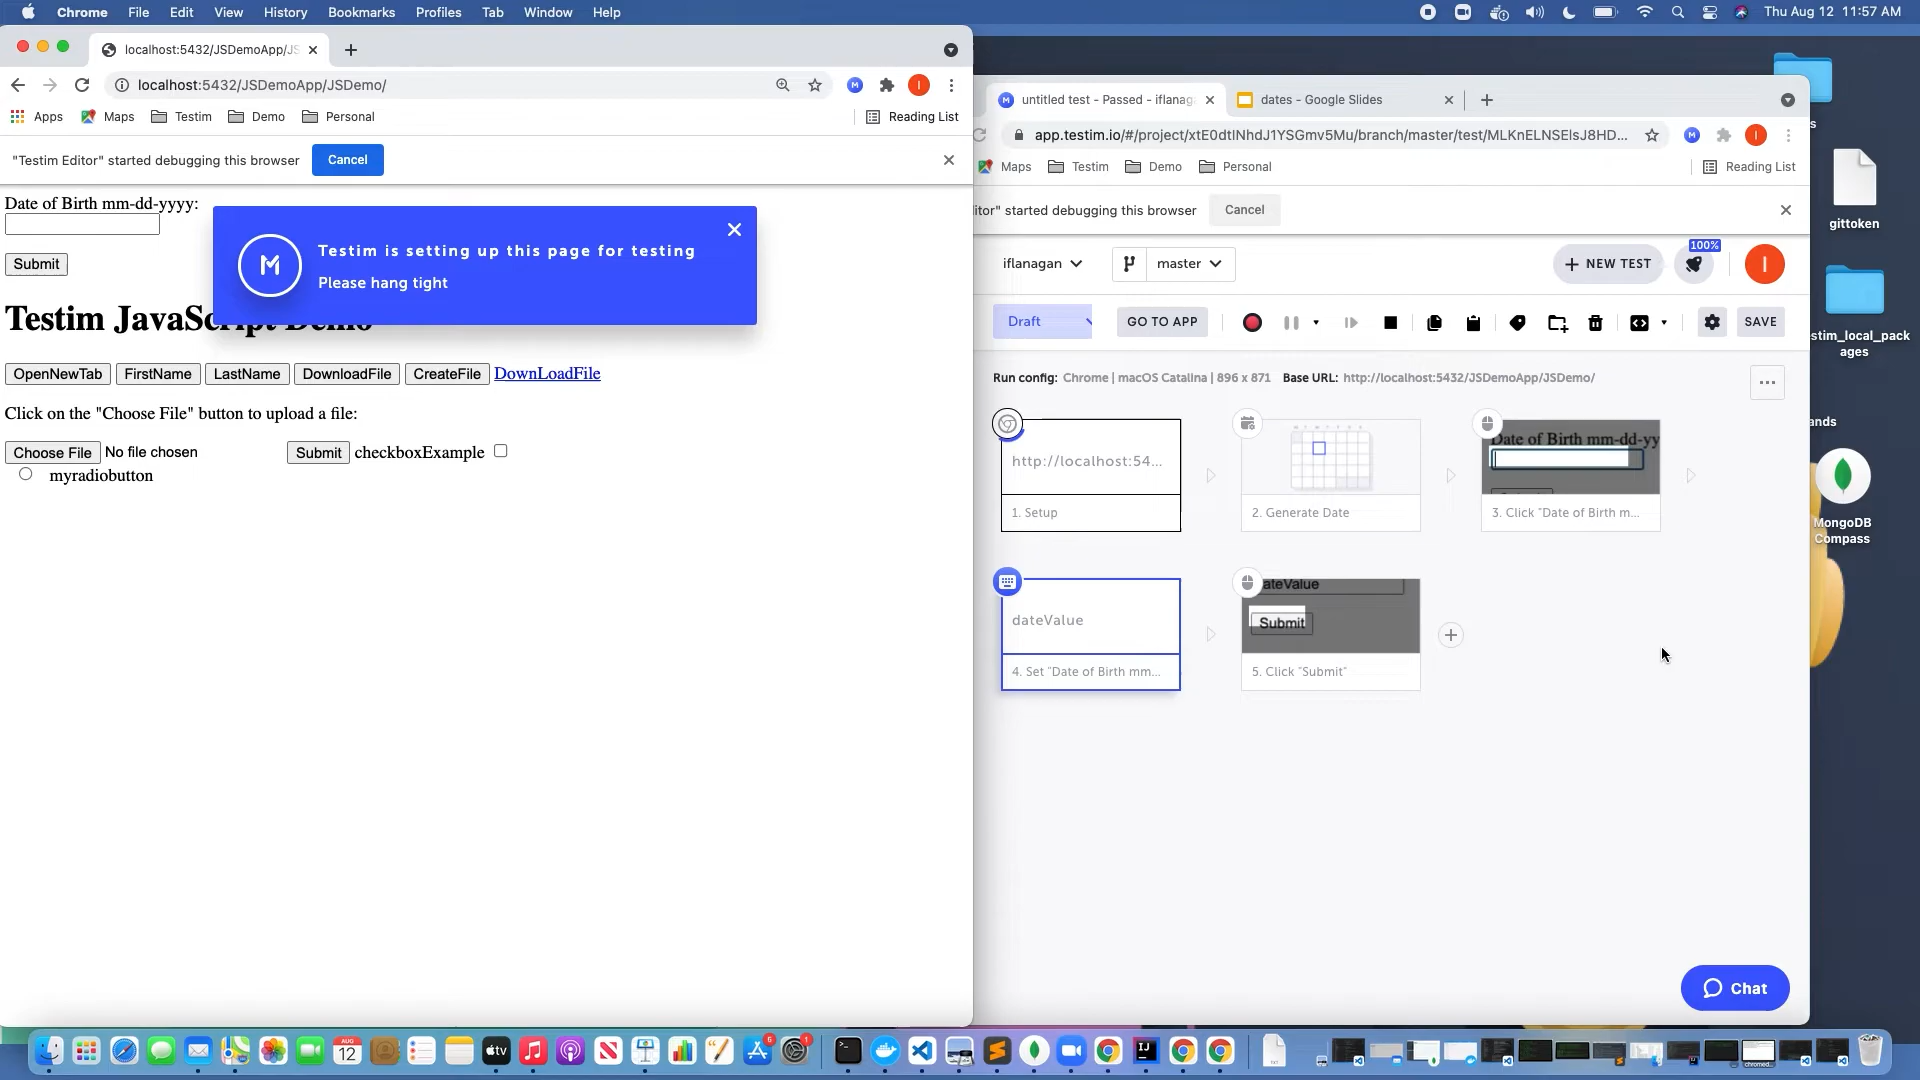 Chrome File Edit View History Bookmarks Profiles Tab Window Help
Thu Aug 12 11:57 AM
localhost:5432/JSDemoApp/JS
localhost:5432/JSDemoApp/JSDemo/
Apps Maps Testim Demo Personal Reading List
"Testim Editor" started debugging this browser Cancel
Date of Birth mm-dd-yyyy:
Submit
Testim is setting up this page for testing
Please hang tight
Testim JavaScript Demo
OpenNewTab FirstName LastName DownloadFile CreateFile DownLoadFile
Click on the "Choose File" button to upload a file:
Choose File No file chosen Submit checkboxExample
myradiobutton
untitled test - Passed - iflanag
dates - Google Slides
app.testim.io/#/project/xtE0dtINhdJ1YSGmv5Mu/branch/master/test/MLKnELNSEIsJ8HD...
Maps Testim Demo Personal Reading List
itor" started debugging this browser Cancel
iflanagan master NEW TEST 100% I
Draft GO TO APP SAVE
Run config: Chrome | macOS Catalina | 896 x 871 Base URL: http://localhost:5432/JSDemoApp/JSDemo/
http://localhost:54...
1. Setup
2. Generate Date
Date of Birth mm-dd-yy
3. Click "Date of Birth m...
dateValue
4. Set "Date of Birth mm...
ateValue
Submit
5. Click "Submit"
Chat
s
gittoken
stim_local_pack
ages
ands
MongoDB
Compass
AUG
12
tv